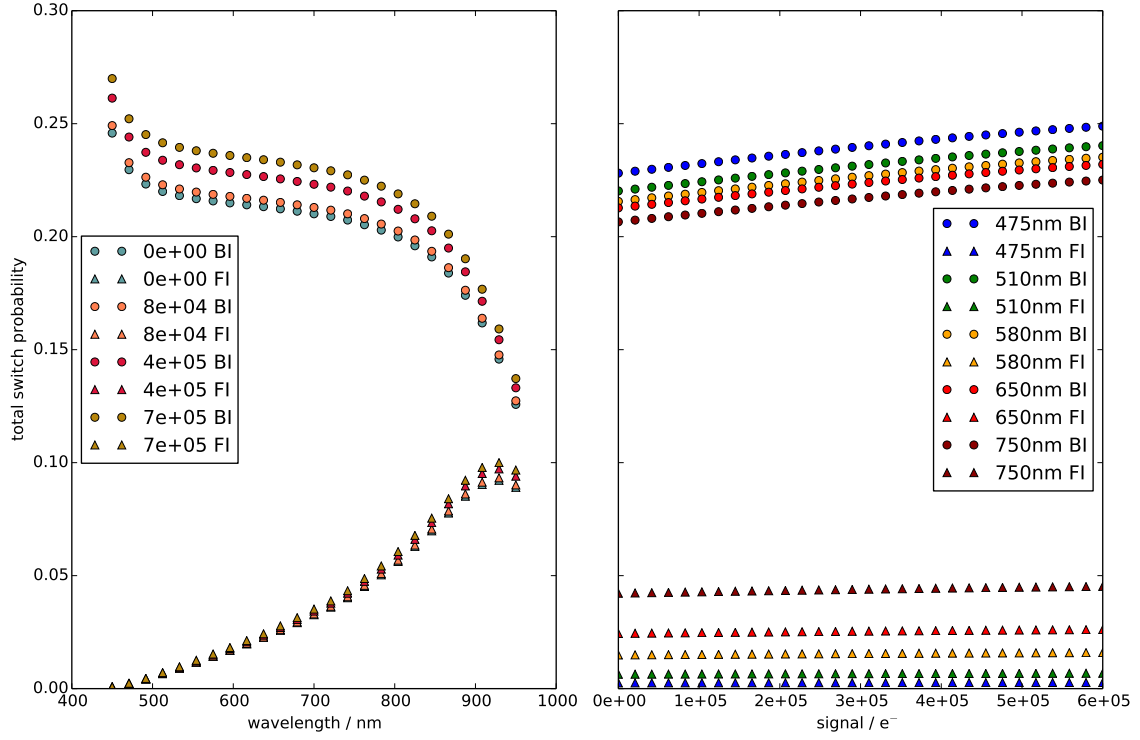 0.30
0.25
0.20
0.15
0.10
0.05
0.00
total switch probability
400
500
600
700
800
900
1000
wavelength / nm
0e+00 BI
0e+00 FI
8e+04 BI
8e+04 FI
4e+05 BI
4e+05 FI
7e+05 BI
7e+05 FI
475nm BI
475nm FI
510nm BI
510nm FI
580nm BI
580nm FI
650nm BI
650nm FI
750nm BI
750nm FI
0e+00
1e+05
2e+05
3e+05
4e+05
5e+05
6e+05
signal / e⁻